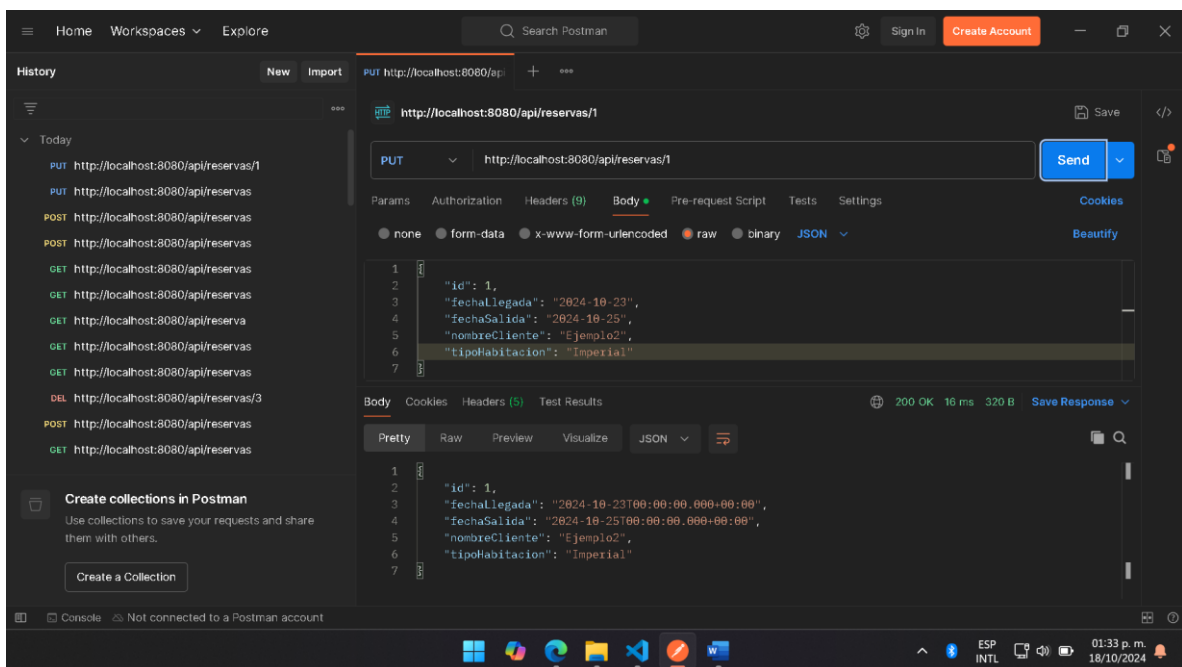 Home Workspaces Explore Search Postman Sign In Create Account
History New Import PUT http://localhost:8080/api
HTTP http://localhost:8080/api/reservas/1 Save
Today
PUT http://localhost:8080/api/reservas/1
PUT http://localhost:8080/api/reservas
POST http://localhost:8080/api/reservas
POST http://localhost:8080/api/reservas
GET http://localhost:8080/api/reservas
GET http://localhost:8080/api/reservas
GET http://localhost:8080/api/reserva
GET http://localhost:8080/api/reservas
GET http://localhost:8080/api/reservas
DEL http://localhost:8080/api/reservas/3
POST http://localhost:8080/api/reservas
GET http://localhost:8080/api/reservas
Create collections in Postman
Use collections to save your requests and share
them with others.
Create a Collection
PUT http://localhost:8080/api/reservas/1 Send
Params Authorization Headers (9) Body Pre-request Script Tests Settings Cookies
none form-data x-www-form-urlencoded raw binary JSON Beautify
1 {
2 "id": 1,
3 "fechaLlegada": "2024-10-23",
4 "fechaSalida": "2024-10-25",
5 "nombreCliente": "Ejemplo2",
6 "tipoHabitacion": "Imperial"
7 }
Body Cookies Headers (5) Test Results 200 OK 16 ms 320 B Save Response
Pretty Raw Preview Visualize JSON
1 {
2 "id": 1,
3 "fechaLlegada": "2024-10-23T00:00:00.000+00:00",
4 "fechaSalida": "2024-10-25T00:00:00.000+00:00",
5 "nombreCliente": "Ejemplo2",
6 "tipoHabitacion": "Imperial"
7 }
Console Not connected to a Postman account
ESP
INTL
01:33 p. m.
18/10/2024